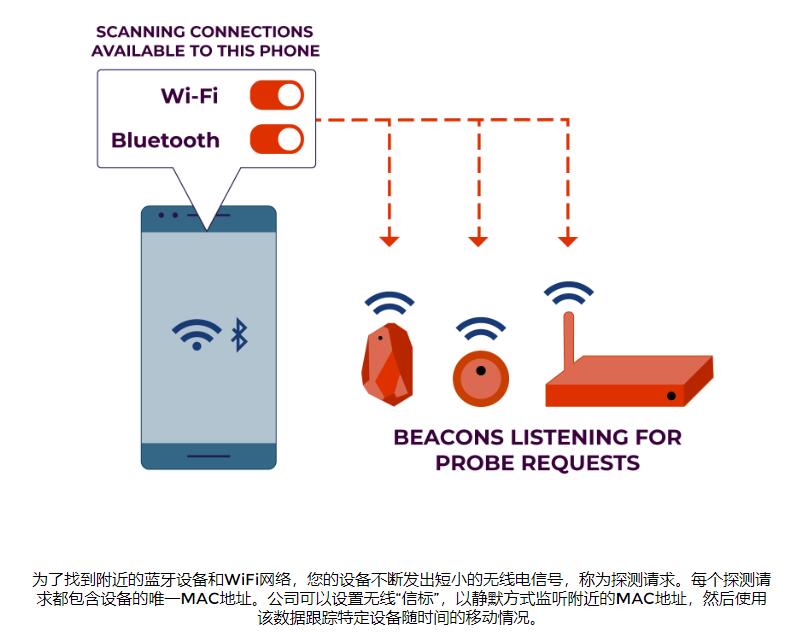 SCANNING CONNECTIONS
AVAILABLE TO THIS PHONE
Wi-Fi
Bluetooth
BEACONS LISTENING FOR
PROBE REQUESTS
为了找到附近的蓝牙设备和WiFi网络，您的设备不断发出短小的无线电信号，称为探测请求。每个探测请
求都包含设备的唯一MAC地址。公司可以设置无线“信标”，以静默方式监听附近的MAC地址，然后使用
该数据跟踪特定设备随时间的移动情况。